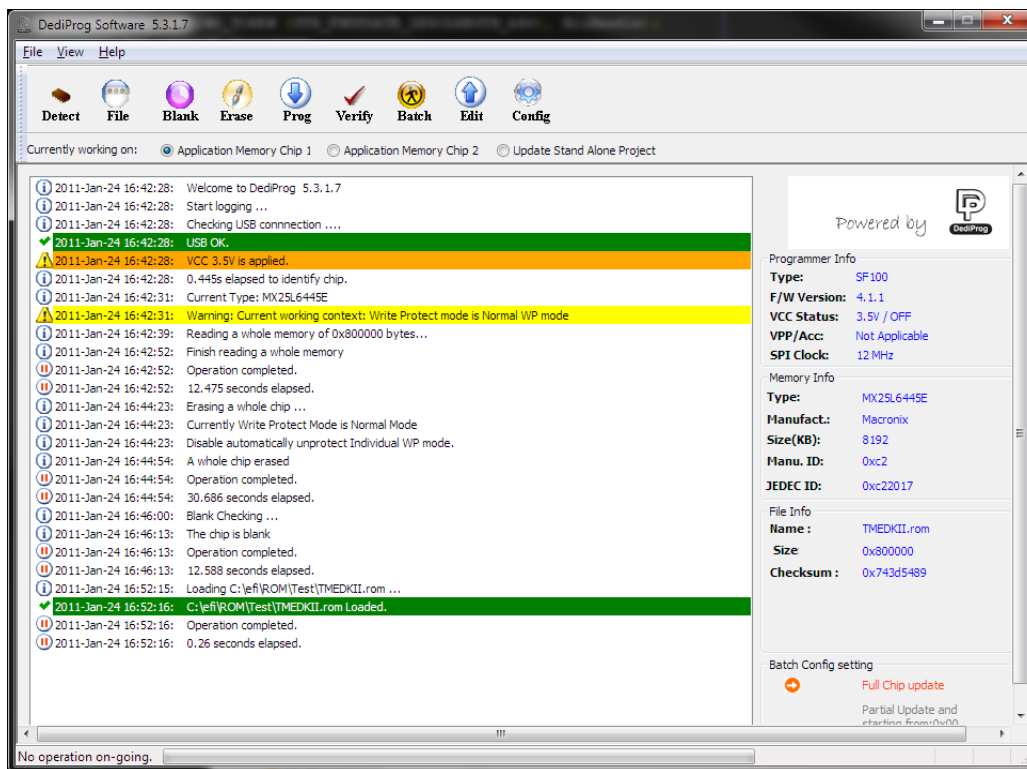 DediProg Software 5.3.1.7
File View Help
Detect File Blank Erase Prog Verify Batch Edit Config
Currently working on: Application Memory Chip 1 Application Memory Chip 2 Update Stand Alone Project
2011-Jan-24 16:42:28: Welcome to DediProg 5.3.1.7
2011-Jan-24 16:42:28: Start logging ...
2011-Jan-24 16:42:28: Checking USB connnection ....
2011-Jan-24 16:42:28: USB OK.
2011-Jan-24 16:42:28: VCC 3.5V is applied.
2011-Jan-24 16:42:28: 0.445s elapsed to identify chip.
2011-Jan-24 16:42:31: Current Type: MX25L6445E
2011-Jan-24 16:42:31: Warning: Current working context: Write Protect mode is Normal WP mode
2011-Jan-24 16:42:39: Reading a whole memory of 0x800000 bytes...
2011-Jan-24 16:42:52: Finish reading a whole memory
2011-Jan-24 16:42:52: Operation completed.
2011-Jan-24 16:42:52: 12.475 seconds elapsed.
2011-Jan-24 16:44:23: Erasing a whole chip ...
2011-Jan-24 16:44:23: Currently Write Protect Mode is Normal Mode
2011-Jan-24 16:44:23: Disable automatically unprotect Individual WP mode.
2011-Jan-24 16:44:54: A whole chip erased
2011-Jan-24 16:44:54: Operation completed.
2011-Jan-24 16:44:54: 30.686 seconds elapsed.
2011-Jan-24 16:46:00: Blank Checking ...
2011-Jan-24 16:46:13: The chip is blank
2011-Jan-24 16:46:13: Operation completed.
2011-Jan-24 16:46:13: 12.588 seconds elapsed.
2011-Jan-24 16:52:15: Loading C:\efi\ROM\Test\TMEDKII.rom ...
2011-Jan-24 16:52:16: C:\efi\ROM\Test\TMEDKII.rom Loaded.
2011-Jan-24 16:52:16: Operation completed.
2011-Jan-24 16:52:16: 0.26 seconds elapsed.
Powered by DediProg
Programmer Info
Type: SF100
F/W Version: 4.1.1
VCC Status: 3.5V / OFF
VPP/Acc: Not Applicable
SPI Clock: 12 MHz
Memory Info
Type: MX25L6445E
Manufact.: Macronix
Size(KB): 8192
Manu. ID: 0xc2
JEDEC ID: 0xc22017
File Info
Name : TMEDKII.rom
Size 0x800000
Checksum : 0x743d5489
Batch Config setting
Full Chip update
Partial Update and
starting from:0x00
No operation on-going.